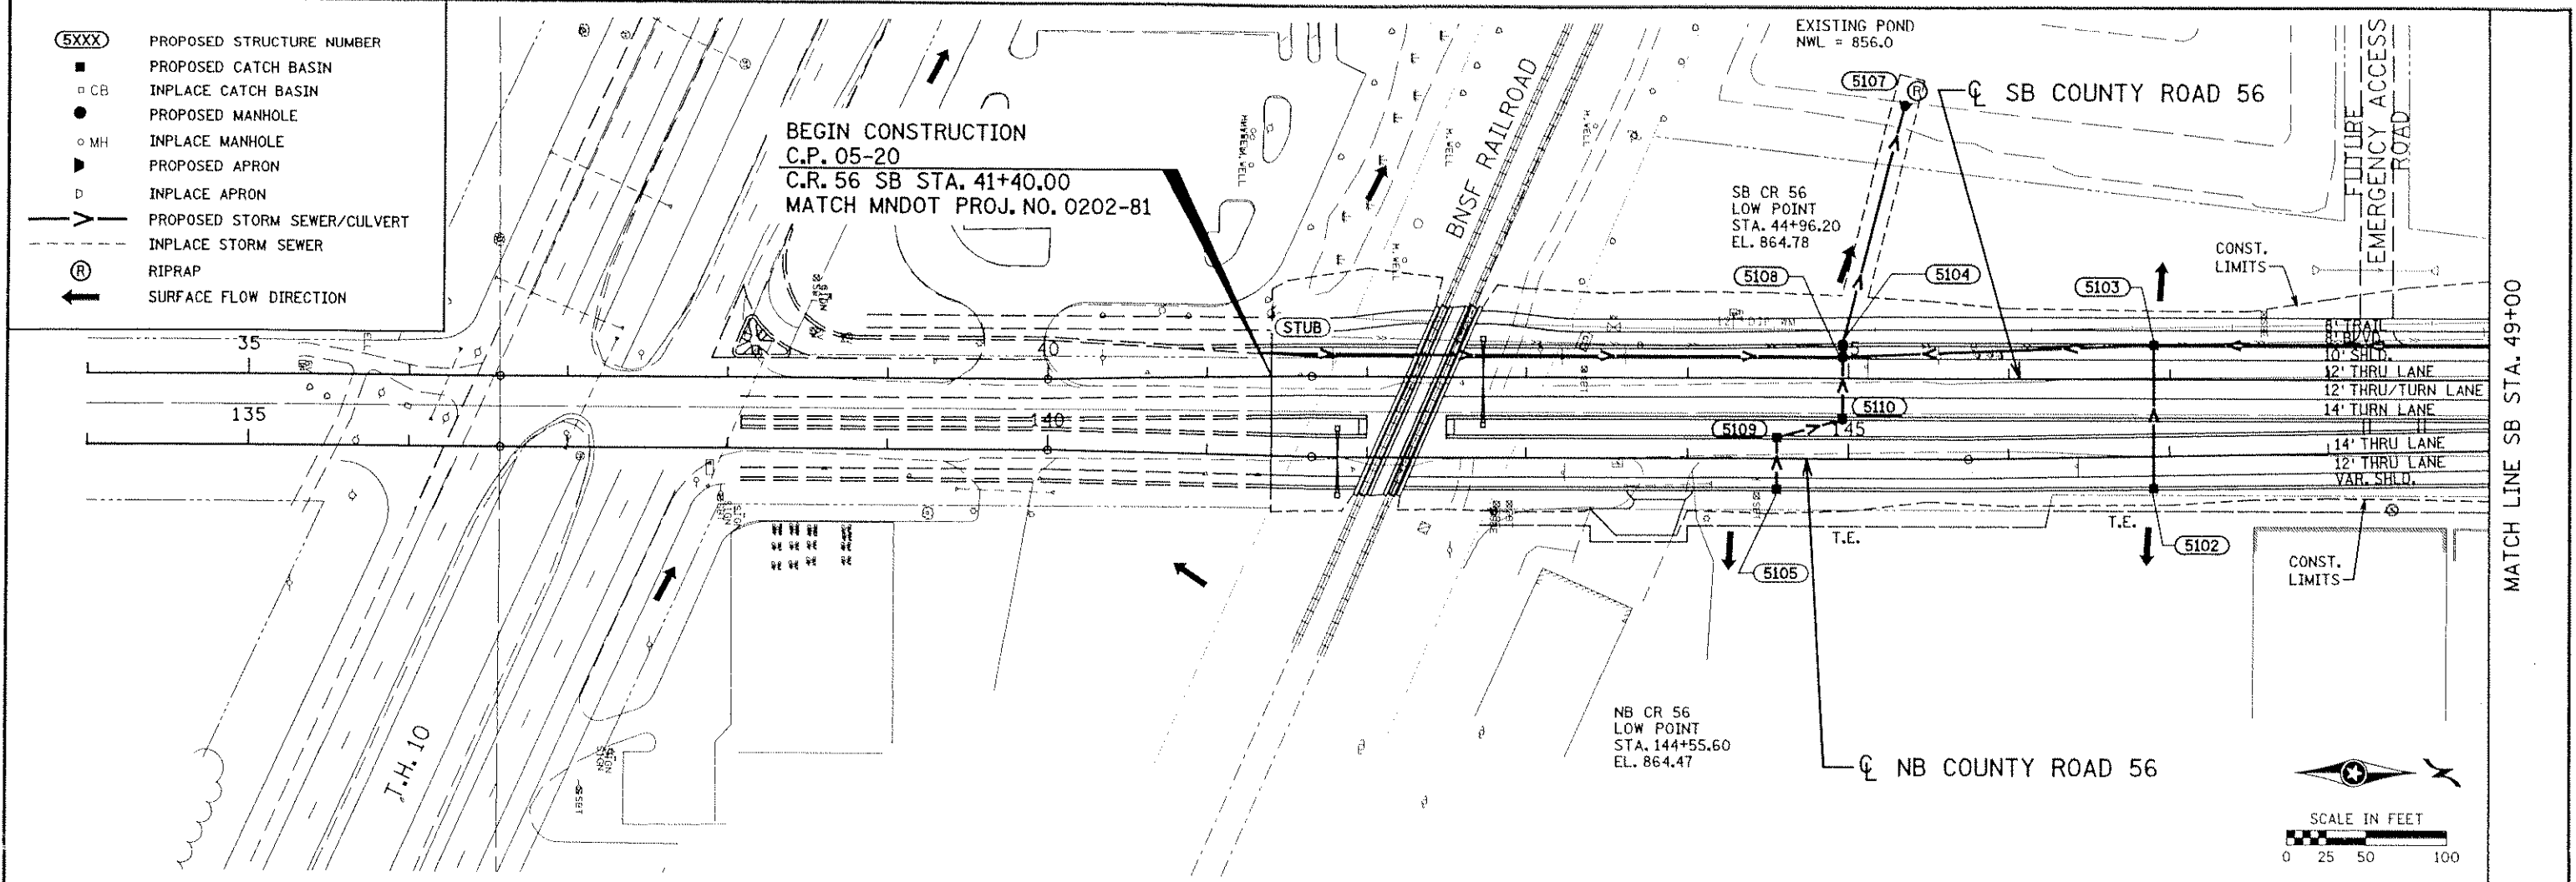 5XXX PROPOSED STRUCTURE NUMBER
PROPOSED CATCH BASIN
CB INPLACE CATCH BASIN
PROPOSED MANHOLE
MH INPLACE MANHOLE
PROPOSED APRON
INPLACE APRON
PROPOSED STORM SEWER/CULVERT
INPLACE STORM SEWER
R RIPRAP
SURFACE FLOW DIRECTION
BEGIN CONSTRUCTION
C.P. 05-20
C.R. 56 SB STA. 41+40.00
MATCH MNDOT PROJ. NO. 0202-81
BNSF RAILROAD
EXISTING POND
NWL = 856.0
5107
R
℄ SB COUNTY ROAD 56
FUTURE
EMERGENCY ACCESS
ROAD
SB CR 56
LOW POINT
STA. 44+96.20
EL. 864.78
5108
5104
5103
CONST.
LIMITS
STUB
M.WELL
M.WELL
M.WELL
35
40
8' TRAIL
8' BLVD.
10' SHLD.
12' THRU LANE
12' THRU/TURN LANE
14' TURN LANE
14' THRU LANE
12' THRU LANE
VAR. SHLD.
135
140
145
5110
5109
5105
5102
T.E.
T.E.
CONST.
LIMITS
MATCH LINE SB STA. 49+00
T.H. 10
NB CR 56
LOW POINT
STA. 144+55.60
EL. 864.47
℄ NB COUNTY ROAD 56
SCALE IN FEET
0 25 50 100